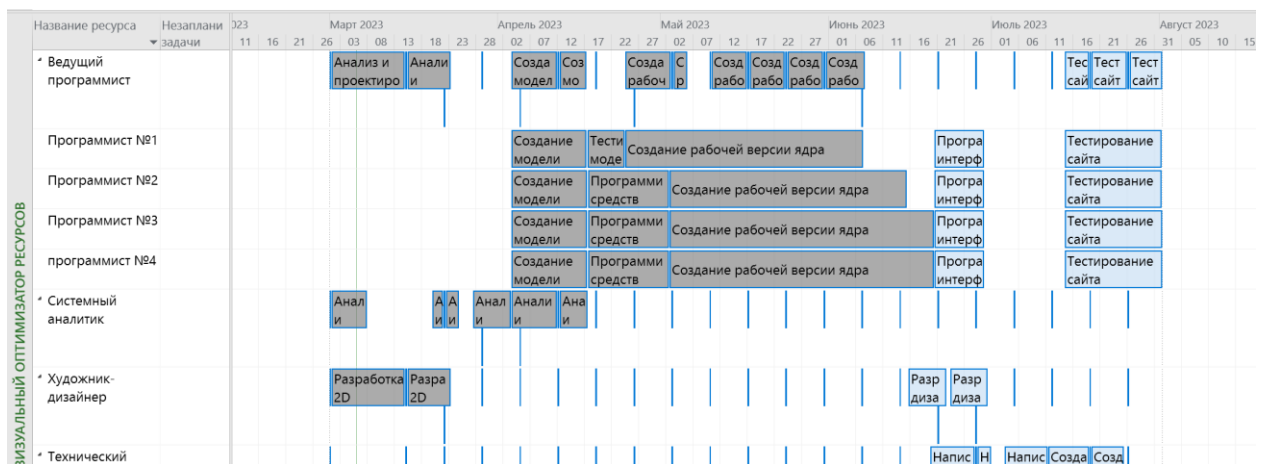 Название ресурса Незаплани 023 Март 2023 Апрель 2023 Май 2023 Июнь 2023 Июль 2023 Август 2023
задачи 11 16 21 26 03 08 13 18 23 28 02 07 12 17 22 27 02 07 12 17 22 27 01 06 11 16 21 26 01 06 11 16 21 26 31 05 10 15
ВИЗУАЛЬНЫЙ ОПТИМИЗАТОР РЕСУРСОВ
Ведущий Анализ и Анали Созда Соз Созда С Созд Созд Созд Созд Тес Тест Тест
программист проектиро и модел мо рабоч р рабо рабо рабо рабо сай сайт сайт
Программист №1 Создание Тести Создание рабочей версии ядра Програ Тестирование
модели моде интерф сайта
Программист №2 Создание Программи Создание рабочей версии ядра Програ Тестирование
модели средств интерф сайта
Программист №3 Создание Программи Создание рабочей версии ядра Програ Тестирование
модели средств интерф сайта
программист №4 Создание Программи Создание рабочей версии ядра Програ Тестирование
модели средств интерф сайта
Системный Анал А А Анал Анали Ана
аналитик и и и и и и
Художник- Разработка Разра Разр Разр
дизайнер 2D 2D диза диза
Технический Напис Н Напис Созда Созд